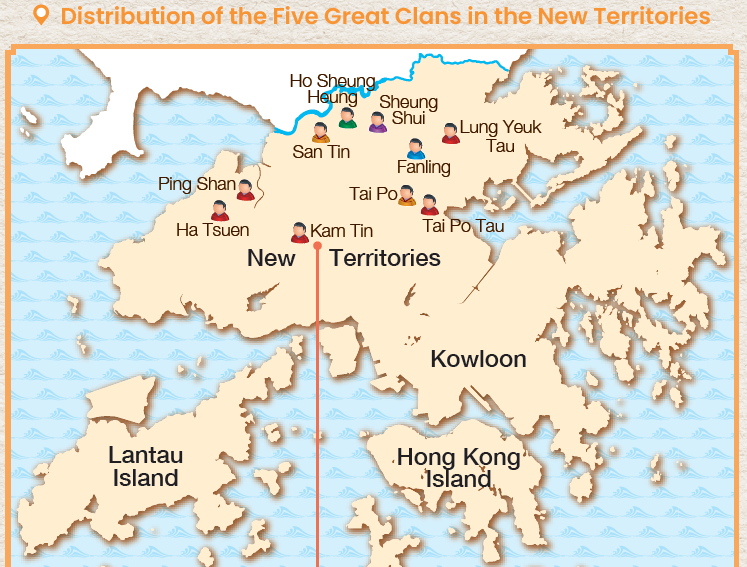 Distribution of the Five Great Clans in the New Territories
Ho Sheung
Heung
Sheung
Shui
Lung Yeuk
Tau
San Tin
Fanling
Ping Shan
Tai Po
Ha Tsuen
Kam Tin
Tai Po Tau
New Territories
Kowloon
Lantau
Island
Hong Kong
Island